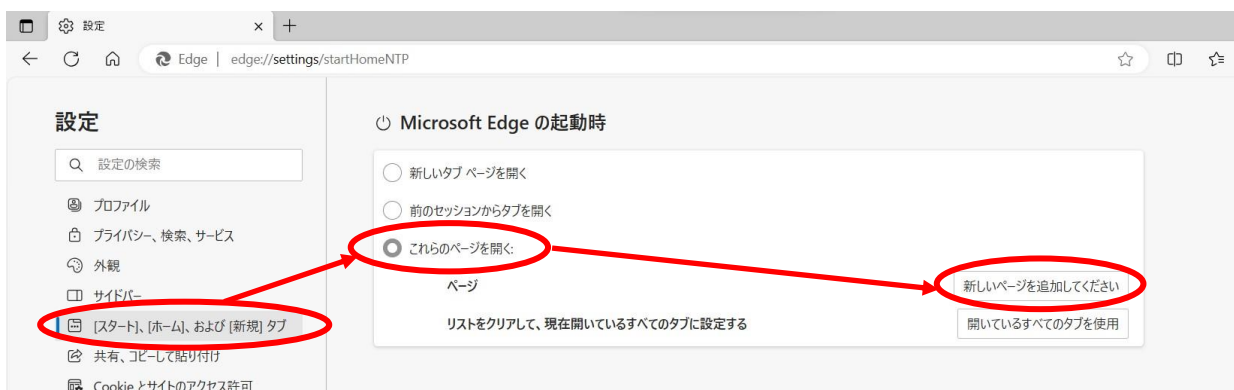 設定
Edge | edge://settings/startHomeNTP
設定
設定の検索
プロファイル
プライバシー、検索、サービス
外観
サイドバー
[スタート]、[ホーム]、および [新規] タブ
共有、コピーして貼り付け
Cookie とサイトのアクセス許可
Microsoft Edge の起動時
新しいタブ ページを開く
前のセッションからタブを開く
これらのページを開く:
ページ
新しいページを追加してください
リストをクリアして、現在開いているすべてのタブに設定する
開いているすべてのタブを使用